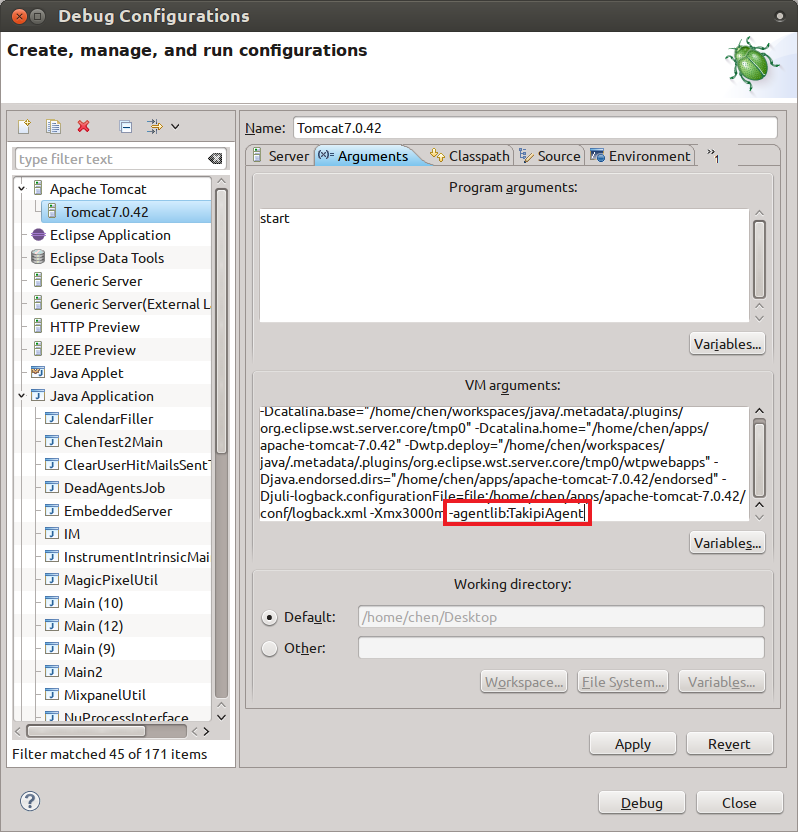 Debug Configurations
Create, manage, and run configurations
type filter text
Apache Tomcat
Tomcat7.0.42
Eclipse Application
Eclipse Data Tools
Generic Server
Generic Server(External L
HTTP Preview
J2EE Preview
Java Applet
Java Application
CalendarFiller
ChenTest2Main
ClearUserHitMailsSentT
DeadAgentsJob
EmbeddedServer
IM
InstrumentIntrinsicMai
MagicPixelUtil
Main (10)
Main (12)
Main (9)
Main2
MixpanelUtil
NuProcessInterface
Filter matched 45 of 171 items
Name: Tomcat7.0.42
Server (x)= Arguments Classpath Source Environment »1
Program arguments:
start
Variables...
VM arguments:
-Dcatalina.base="/home/chen/workspaces/java/.metadata/.plugins/
org.eclipse.wst.server.core/tmp0" -Dcatalina.home="/home/chen/apps/
apache-tomcat-7.0.42" -Dwtp.deploy="/home/chen/workspaces/
java/.metadata/.plugins/org.eclipse.wst.server.core/tmp0/wtpwebapps" -
Djava.endorsed.dirs="/home/chen/apps/apache-tomcat-7.0.42/endorsed" -
Djuli-logback.configurationFile=file:/home/chen/apps/apache-tomcat-7.0.42/
conf/logback.xml -Xmx3000m -agentlib:TakipiAgent
Variables...
Working directory:
Default: /home/chen/Desktop
Other:
Workspace... File System... Variables...
Apply Revert
? Debug Close